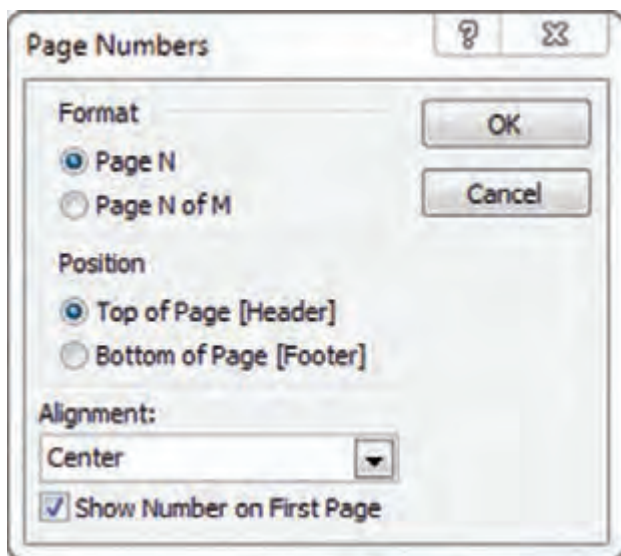 Page Numbers
Format
Page N
Page N of M
OK
Cancel
Position
Top of Page [Header]
Bottom of Page [Footer]
Alignment:
Center
Show Number on First Page